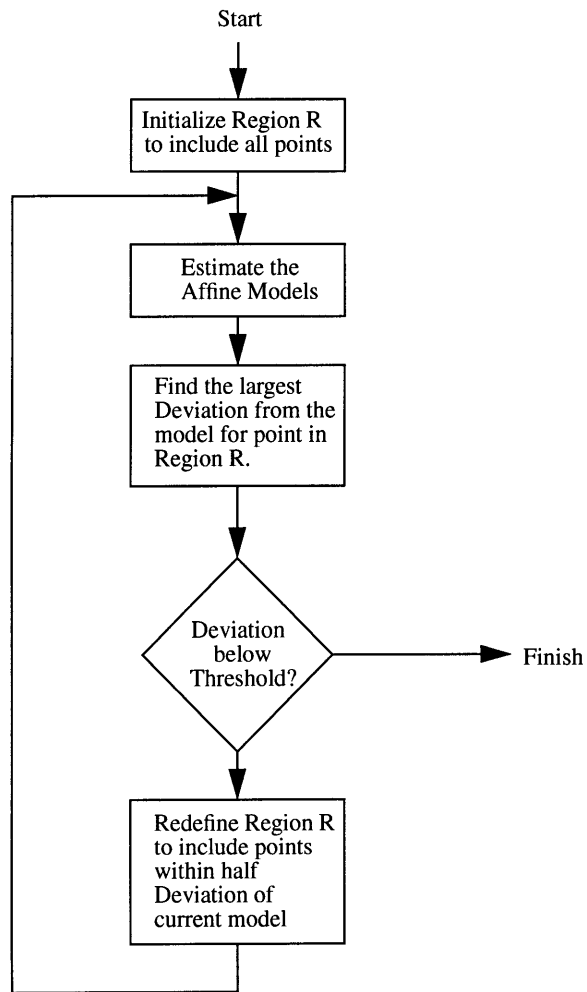 Start
Initialize Region R
to include all points
Estimate the
Affine Models
Find the largest
Deviation from the
model for point in
Region R.
Deviation
below
Threshold?
Finish
Redefine Region R
to include points
within half
Deviation of
current model